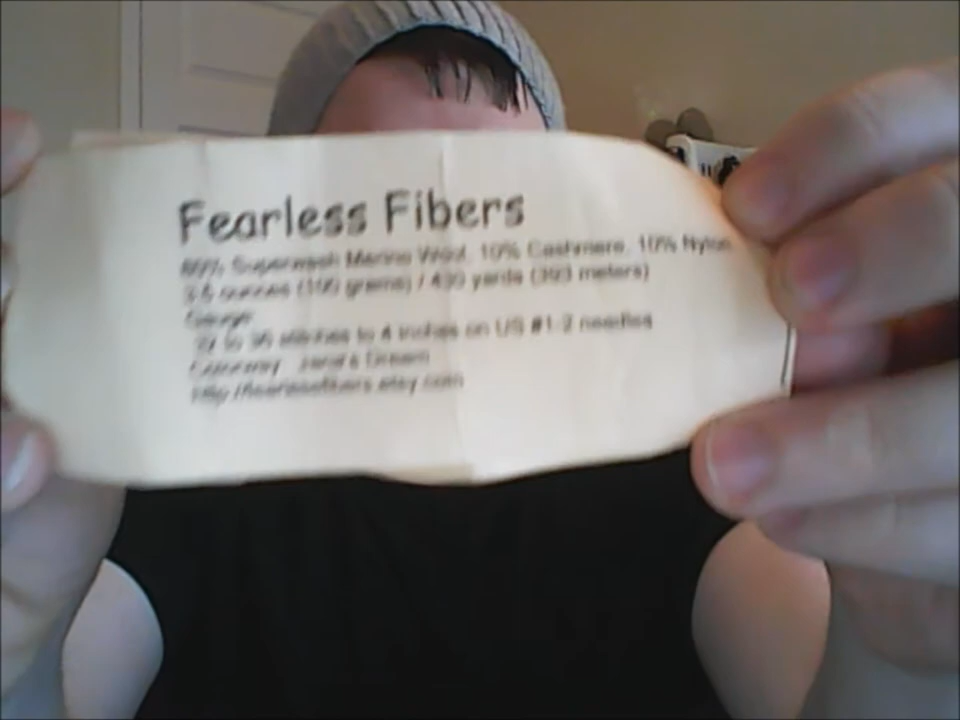 Fearless Fibers
80% Superwash Merino Wool, 10% Cashmere, 10% Nylon
3.5 ounces (100 grams) / 430 yards (393 meters)
Gauge:
to 36 stitches to 4 inches on US #1-2 needles
Colorway: Dream
http://fearlessfibers.etsy.com